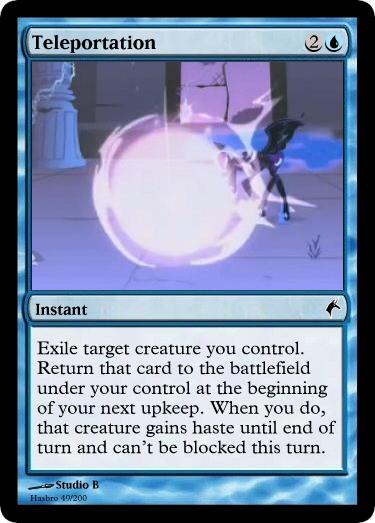 Teleportation 2
Instant
Exile target creature you control.
Return that card to the battlefield
under your control at the beginning
of your next upkeep. When you do,
that creature gains haste until end of
turn and can't be blocked this turn.
Studio B
Hasbro 49/200